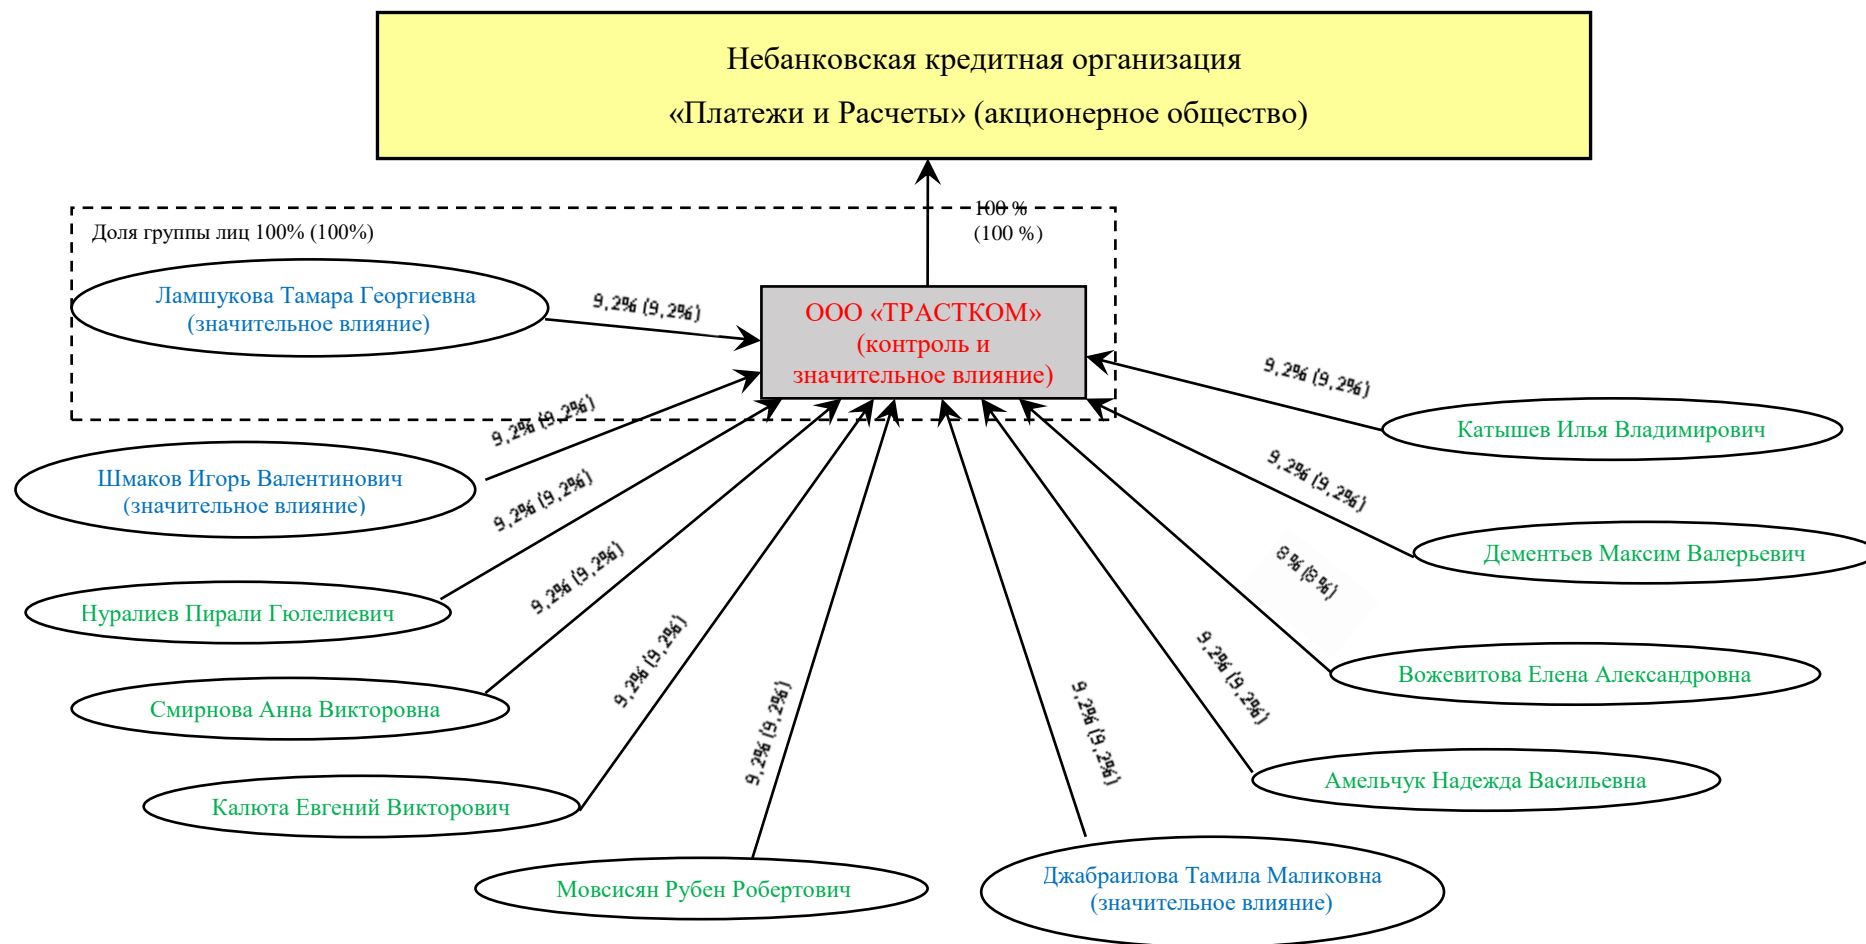 Небанковская кредитная организация
«Платежи и Расчеты» (акционерное общество)
100 %
(100 %)
Доля группы лиц 100% (100%)
Ламшукова Тамара Георгиевна
(значительное влияние)
9,2% (9,2%)
ООО «ТРАСТКОМ»
(контроль и
значительное влияние)
9,2% (9,2%)
Катышев Илья Владимирович
9,2% (9,2%)
Шмаков Игорь Валентинович
(значительное влияние)
9,2% (9,2%)
9,2% (9,2%)
Дементьев Максим Валерьевич
Нуралиев Пирали Гюлелиевич
9,2% (9,2%)
8% (8%)
Смирнова Анна Викторовна
9,2% (9,2%)
9,2% (9,2%)
Вожевитова Елена Александровна
9,2% (9,2%)
9,2% (9,2%)
Калюта Евгений Викторович
Амельчук Надежда Васильевна
Мовсисян Рубен Робертович
Джабраилова Тамила Маликовна
(значительное влияние)